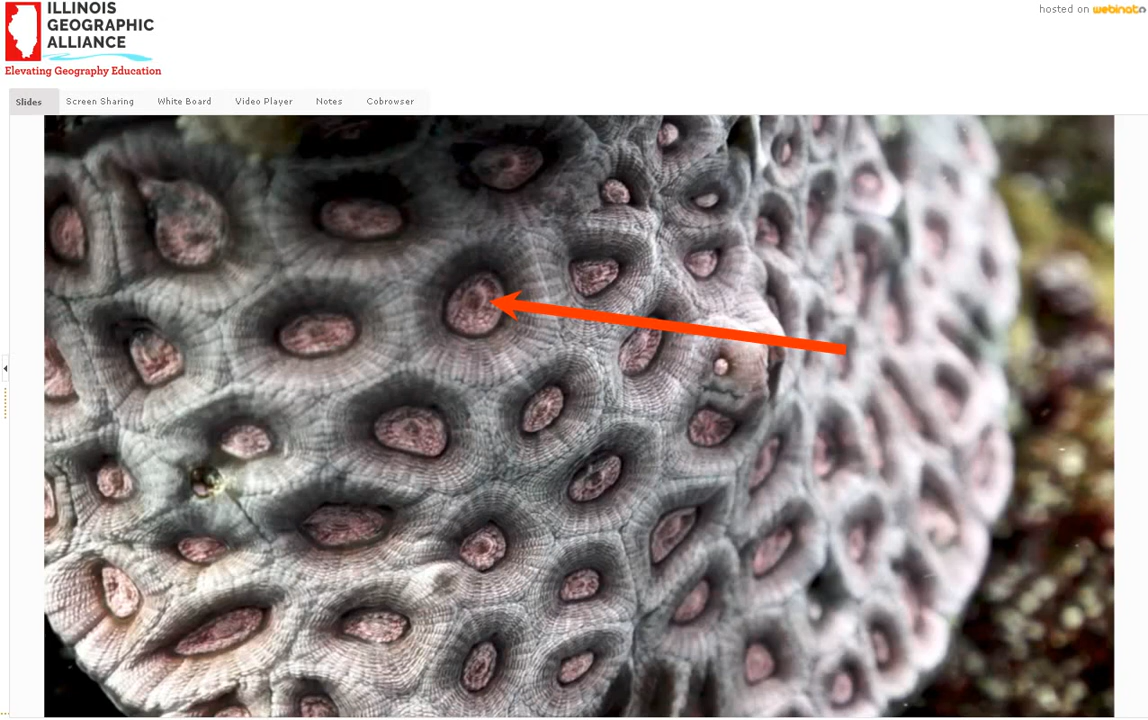 ILLINOIS
GEOGRAPHIC
ALLIANCE
Elevating Geography Education
hosted on webinato
Slides
Screen Sharing
White Board
Video Player
Notes
Cobrowser